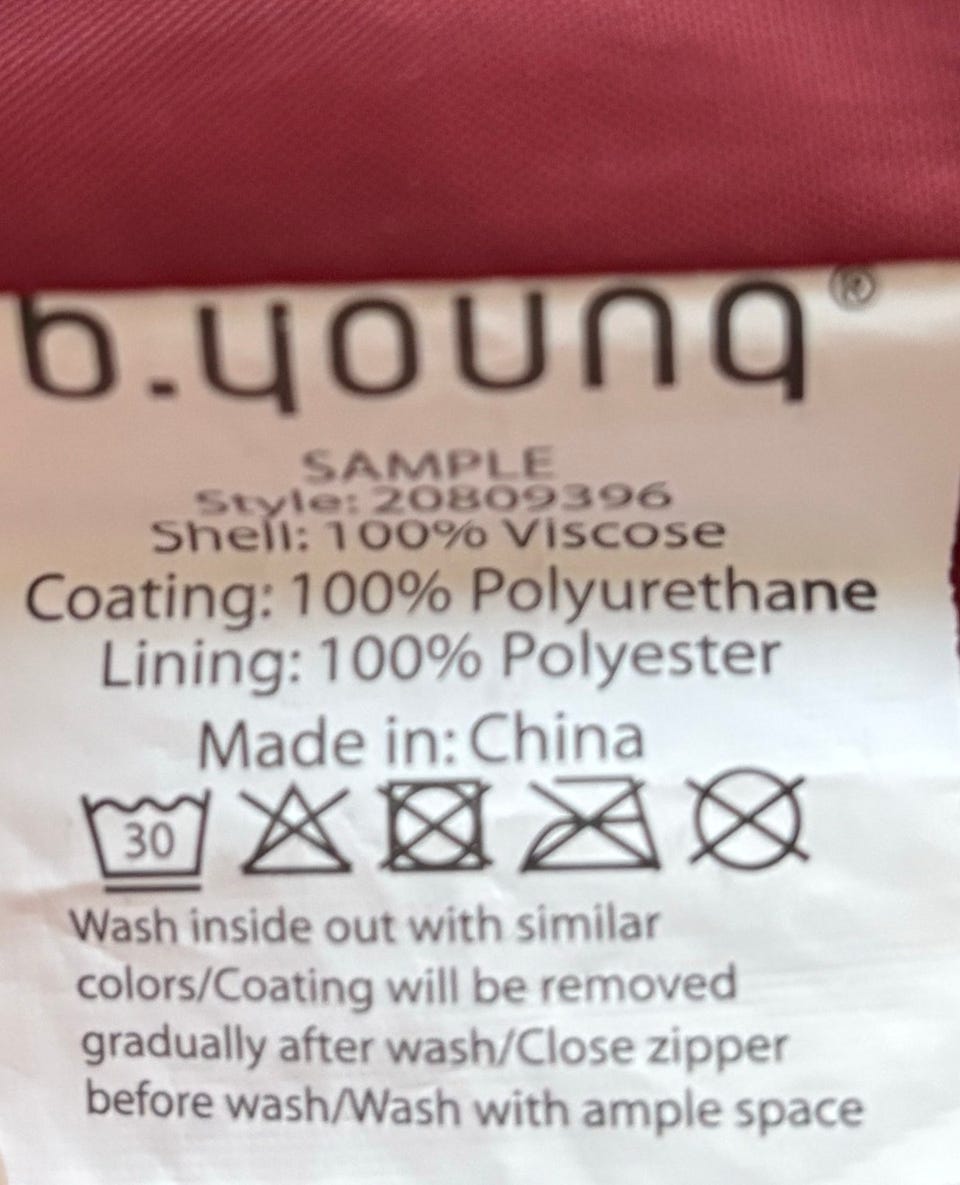 b.young®
SAMPLE
Style: 20809396
Shell: 100% Viscose
Coating: 100% Polyurethane
Lining: 100% Polyester
Made in: China
30
Wash inside out with similar
colors/Coating will be removed
gradually after wash/Close zipper
before wash/Wash with ample space